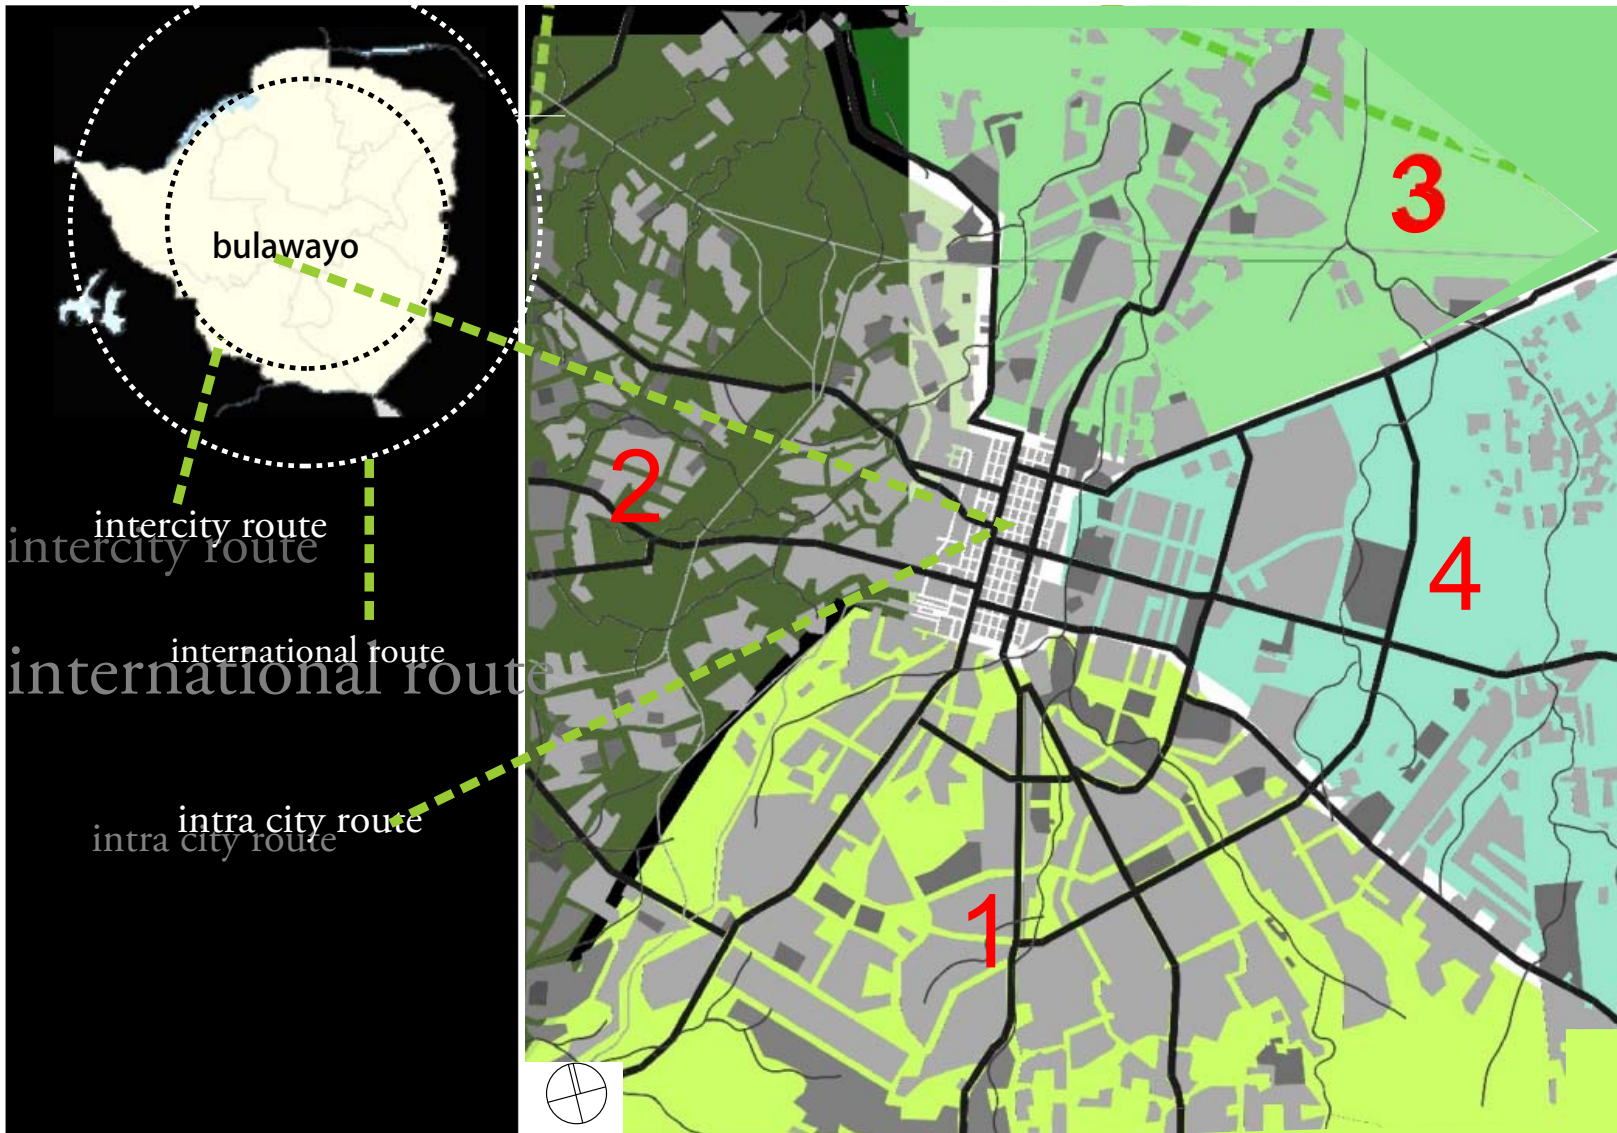 bulawayo
intercity route
intercity route
international route
international route
intra city route
intra city route
3
2
4
1